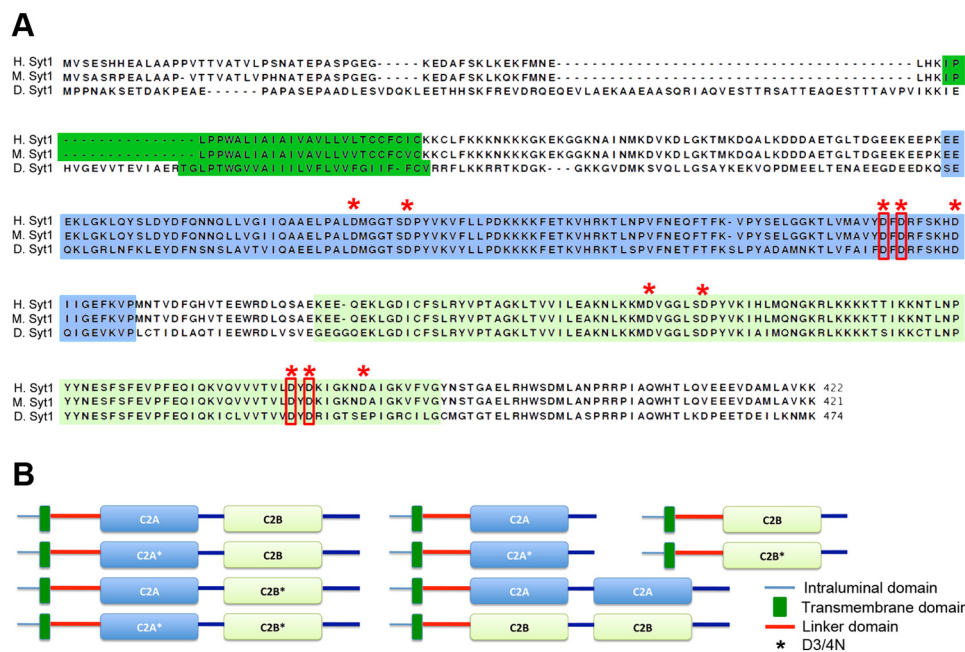 A
H. Syt1 MVSESHHEALAAPPVTTVATVLPSNATEPASPGEG----KEDAFSKLKEKFMNE---------------------------------------LHKIP
M. Syt1 MVSASRPEALAAP-VTTVATLVPHNATEPASPGEG----KEDAFSKLKEKFMNE---------------------------------------LHKIP
D. Syt1 MPPNAKSETDAKPEAE----PAPASEPAADLESVDQKLEETHHSKFREVDRQEQEVLAEKAAEAASQRIAQVESTTRSATTEAQESTTTAVPVIKKIE
H. Syt1 ---------------LPPWALIAIAIVAVLLVLTCCFCICKKCLFKKKNKKKGKEKGGKNAINMKDVKDLGKTMKDQALKDDDAETGLTDGEEKEEPKEE
M. Syt1 ---------------LPPWALIAIAIVAVLLVVTCCFCVCKKCLFKKKNKKKGKEKGGKNAINMKDVKDLGKTMKDQALKDDDAETGLTDGEEKEEPKEE
D. Syt1 HVGEVVTEVIAERTGLPTWGVVAIIILVFLVVFGIIF-FCVRRFLKKRRTKDGK---GKKGVDMKSVQLLGSAYKEKVQPDMEELTENAEEGDEEDKQSE
* * * * *
H. Syt1 EKLGKLQYSLDYDFQNNQLLVGIIQAAELPALDMGGTSDPYVKVFLLPDKKKKFETKVHRKTLNPVFNEQFTFK-VPYSELGGKTLVMAVYDFDRFSKHD
M. Syt1 EKLGKLQYSLDYDFQNNQLLVGIIQAAELPALDMGGTSDPYVKVFLLPDKKKKFETKVHRKTLNPVFNEQFTFK-VPYSELGGKTLVMAVYDFDRFSKHD
D. Syt1 QKLGRLNFKLEYDFNSNSLAVTVIQAEELPALDMGGTSDPYVKVYLLPDKKKKFETKVHRKTLSPVFNETFTFKSLPYADAMNKTLVFAIFDFDRFSKHD
* *
H. Syt1 IIGEFKVPMNTVDFGHVTEEWRDLQSAEKEE-QEKLGDICFSLRYVPTAGKLTVVILEAKNLKKMDVGGLSDPYVKIHLMQNGKRLKKKKTTIKKNTLNP
M. Syt1 IIGEFKVPMNTVDFGHVTEEWRDLQSAEKEE-QEKLGDICFSLRYVPTAGKLTVVILEAKNLKKMDVGGLSDPYVKIHLMQNGKRLKKKKTTIKKNTLNP
D. Syt1 QIGEVKVPLCTIDLAQTIEEWRDLVSVEGEGGQEKLGDICFSLRYVPTAGKLTVVILEAKNLKKMDVGGLSDPYVKIAIMQNGKRLKKKKTSIKKCTLNP
* * *
H. Syt1 YYNESFSFEVPFEQIQKVQVVVTVLDYDKIGKNDAIGKVFVGYNSTGAELRHWSDMLANPRRPIAQWHTLQVEEEVDAMLAVKK 422
M. Syt1 YYNESFSFEVPFEQIQKVQVVVTVLDYDKIGKNDAIGKVFVGYNSTGAELRHWSDMLANPRRPIAQWHTLQVEEEVDAMLAVKK 421
D. Syt1 YYNESFSFEVPFEQIQKICLVVTVVDYDRIGTSEPIGRCILGCMGTGTELRHWSDMLASPRRPIAQWHTLKDPEETDEILKNMK 474
B
C2A C2B
C2A* C2B
C2A C2B*
C2A* C2B*
C2A
C2A*
C2A C2A
C2B C2B
C2B
C2B*
Intraluminal domain
Transmembrane domain
Linker domain
* D3/4N